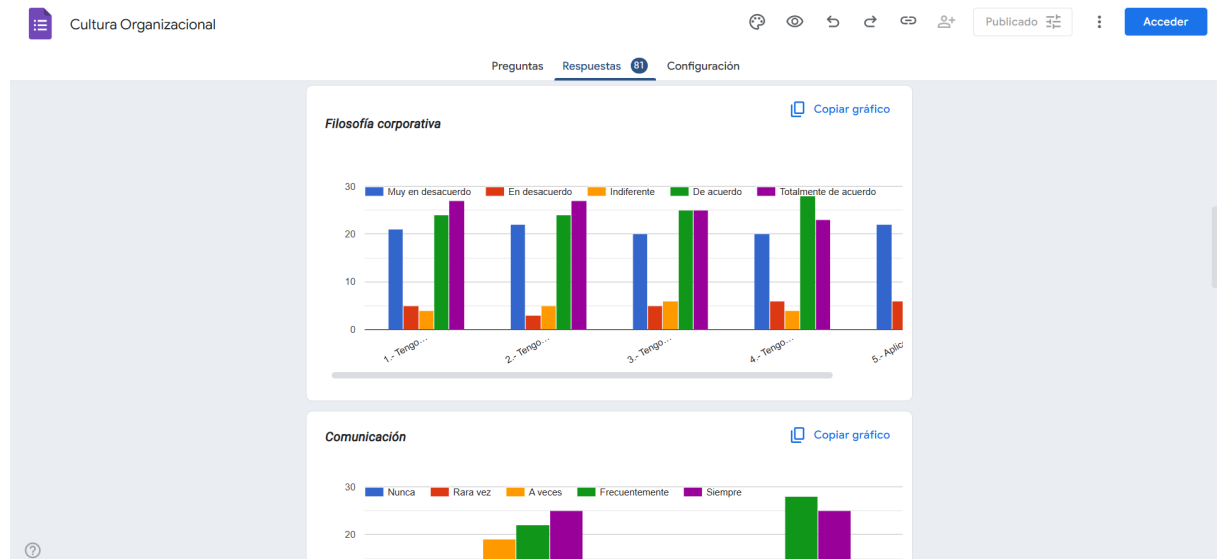 Cultura Organizacional
Publicado
Acceder
Preguntas Respuestas 81 Configuración
Filosofía corporativa
Copiar gráfico
30
Muy en desacuerdo En desacuerdo Indiferente De acuerdo Totalmente de acuerdo
20
10
0
1.- Tengo… 2.- Tengo… 3.- Tengo… 4.- Tengo… 5.- Aplic
Comunicación
Copiar gráfico
30
Nunca Rara vez A veces Frecuentemente Siempre
20